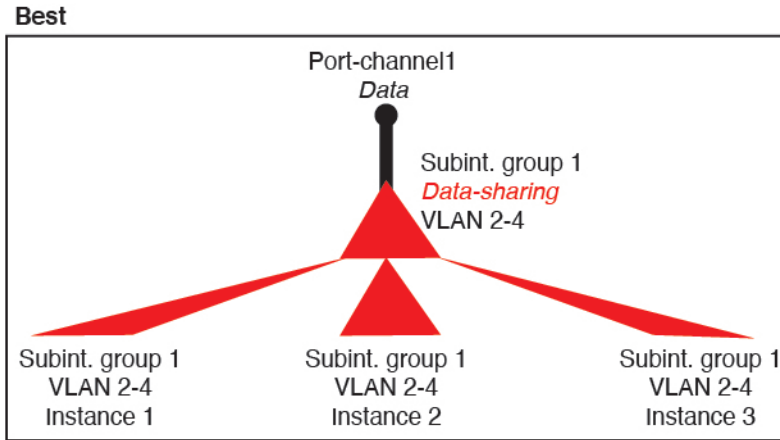 Best
Port-channel1
Data
Subint. group 1
Data-sharing
VLAN 2-4
Subint. group 1
VLAN 2-4
Instance 1
Subint. group 1
VLAN 2-4
Instance 2
Subint. group 1
VLAN 2-4
Instance 3